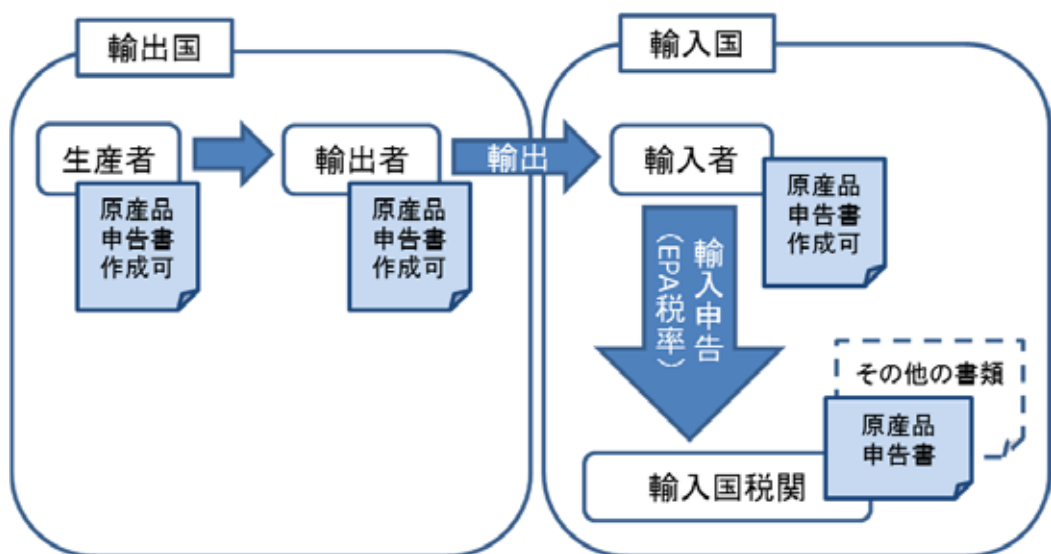 輸出国
輸入国
生産者
輸出者
輸出
輸入者
原産品
申告書
作成可
原産品
申告書
作成可
原産品
申告書
作成可
輸入申告
(EPA税率)
その他の書類
原産品
申告書
輸入国税関